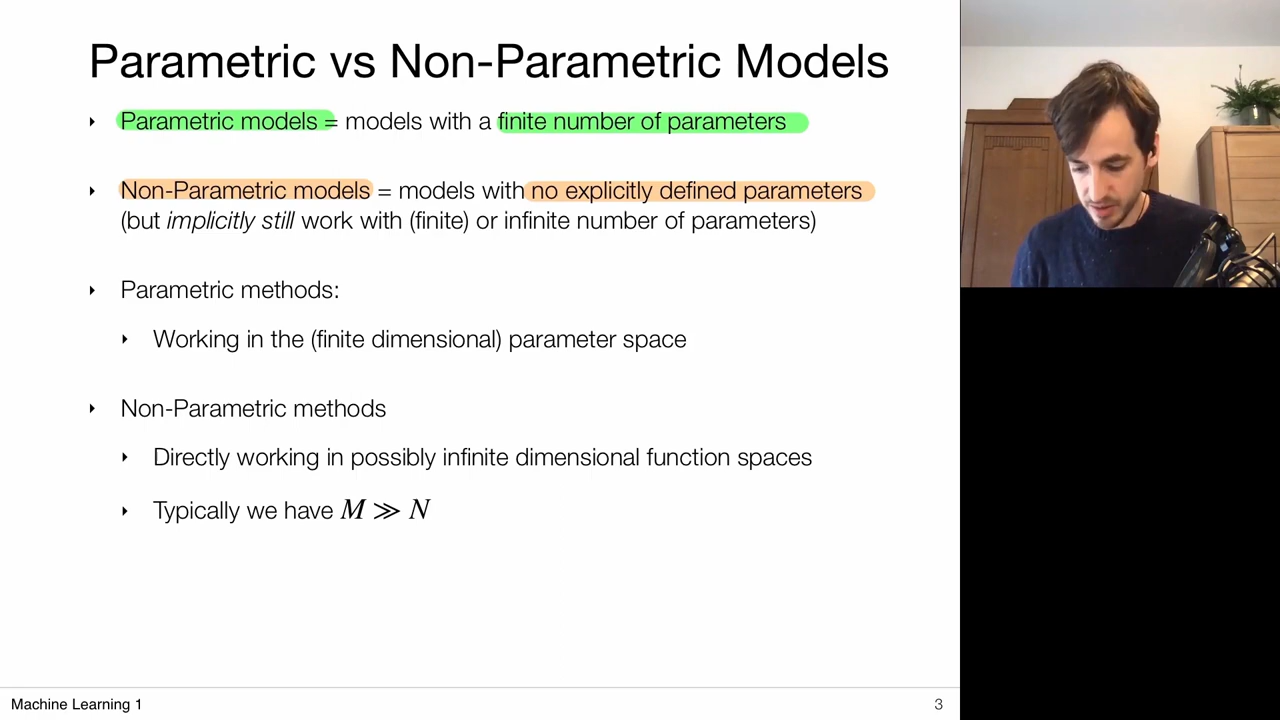 Parametric vs Non-Parametric Models
‣ Parametric models = models with a finite number of parameters
‣ Non-Parametric models = models with no explicitly defined parameters
(but implicitly still work with (finite) or infinite number of parameters)
‣ Parametric methods:
‣ Working in the (finite dimensional) parameter space
‣ Non-Parametric methods
‣ Directly working in possibly infinite dimensional function spaces
‣ Typically we have M ≫ N
Machine Learning 1
3